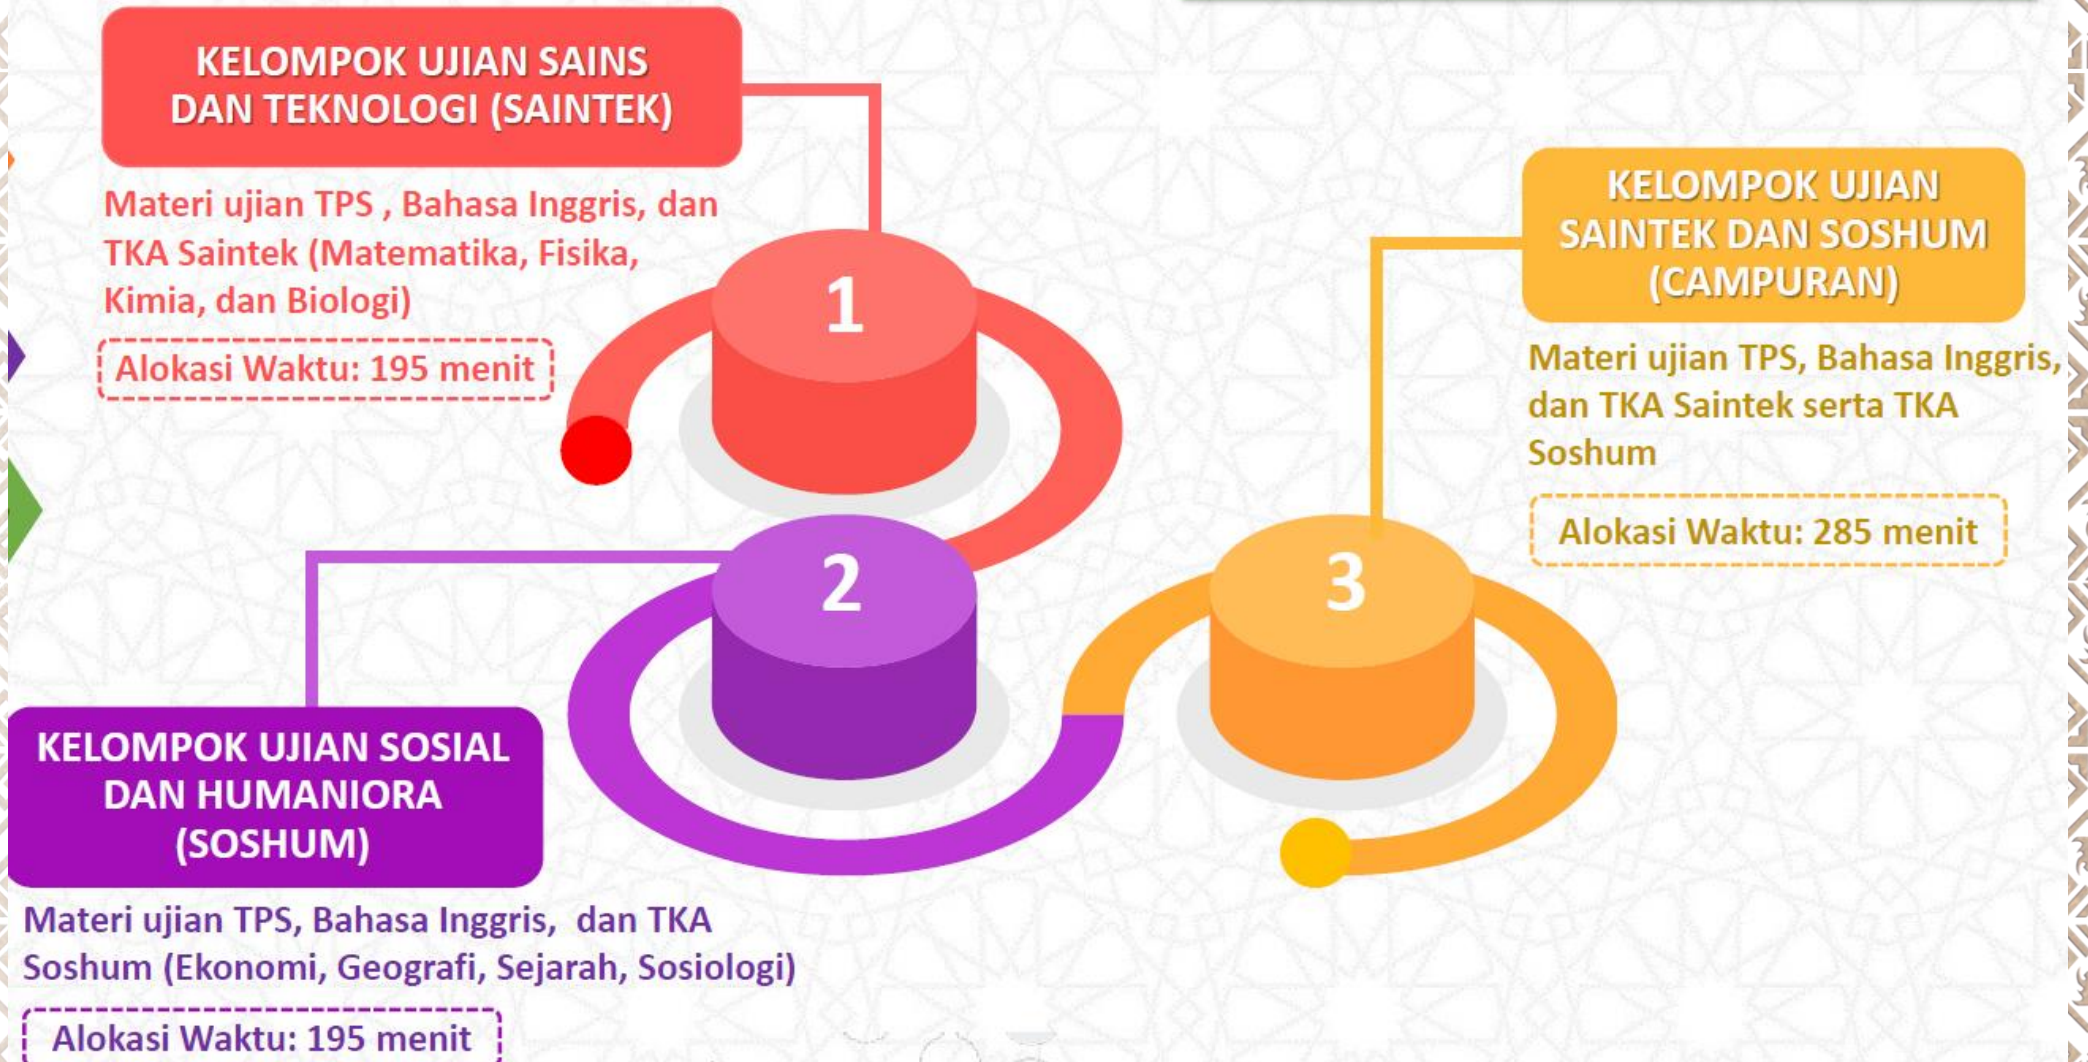 KELOMPOK UJIAN SAINS
DAN TEKNOLOGI (SAINTEK)
Materi ujian TPS , Bahasa Inggris, dan
TKA Saintek (Matematika, Fisika,
Kimia, dan Biologi)
Alokasi Waktu: 195 menit
1
2
KELOMPOK UJIAN SOSIAL
DAN HUMANIORA
(SOSHUM)
Materi ujian TPS, Bahasa Inggris, dan TKA
Soshum (Ekonomi, Geografi, Sejarah, Sosiologi)
Alokasi Waktu: 195 menit
3
KELOMPOK UJIAN
SAINTEK DAN SOSHUM
(CAMPURAN)
Materi ujian TPS, Bahasa Inggris,
dan TKA Saintek serta TKA
Soshum
Alokasi Waktu: 285 menit